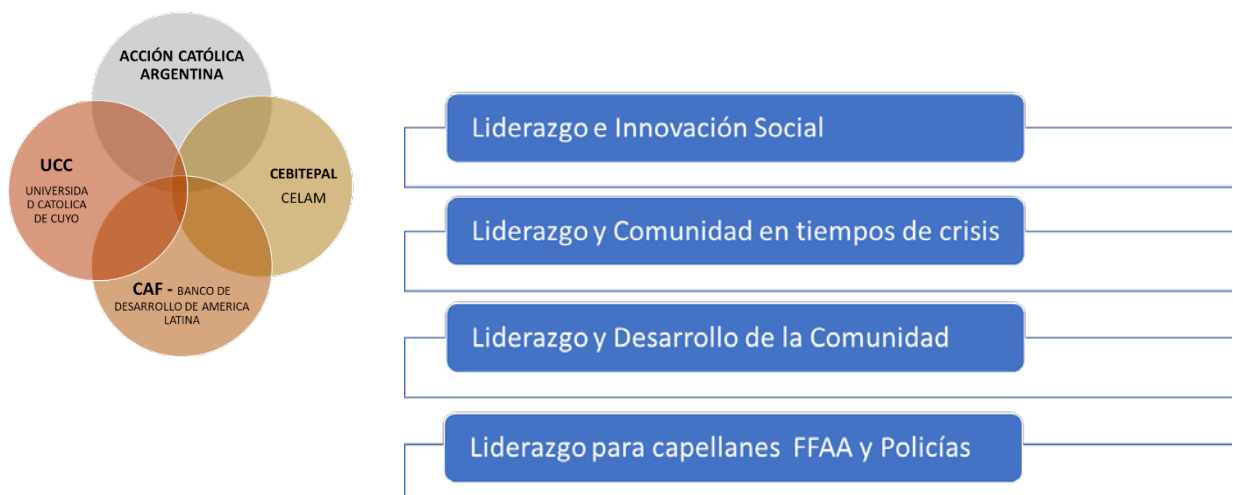 ACCIÓN CATÓLICA
ARGENTINA
UCC
UNIVERSIDA
D CATOLICA
DE CUYO
CEBITEPAL
CELAM
CAF - BANCO DE
DESARROLLO DE AMERICA
LATINA
Liderazgo e Innovación Social
Liderazgo y Comunidad en tiempos de crisis
Liderazgo y Desarrollo de la Comunidad
Liderazgo para capellanes FFAA y Policías